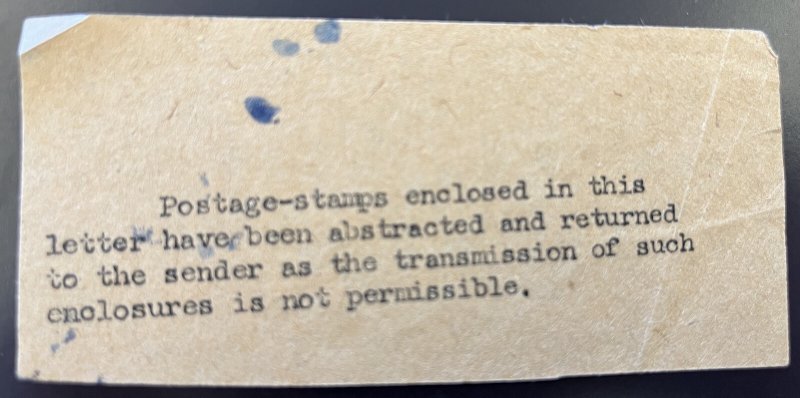 Postage-stamps enclosed in this
letter have been abstracted and returned
to the sender as the transmission of such
enclosures is not permissible.